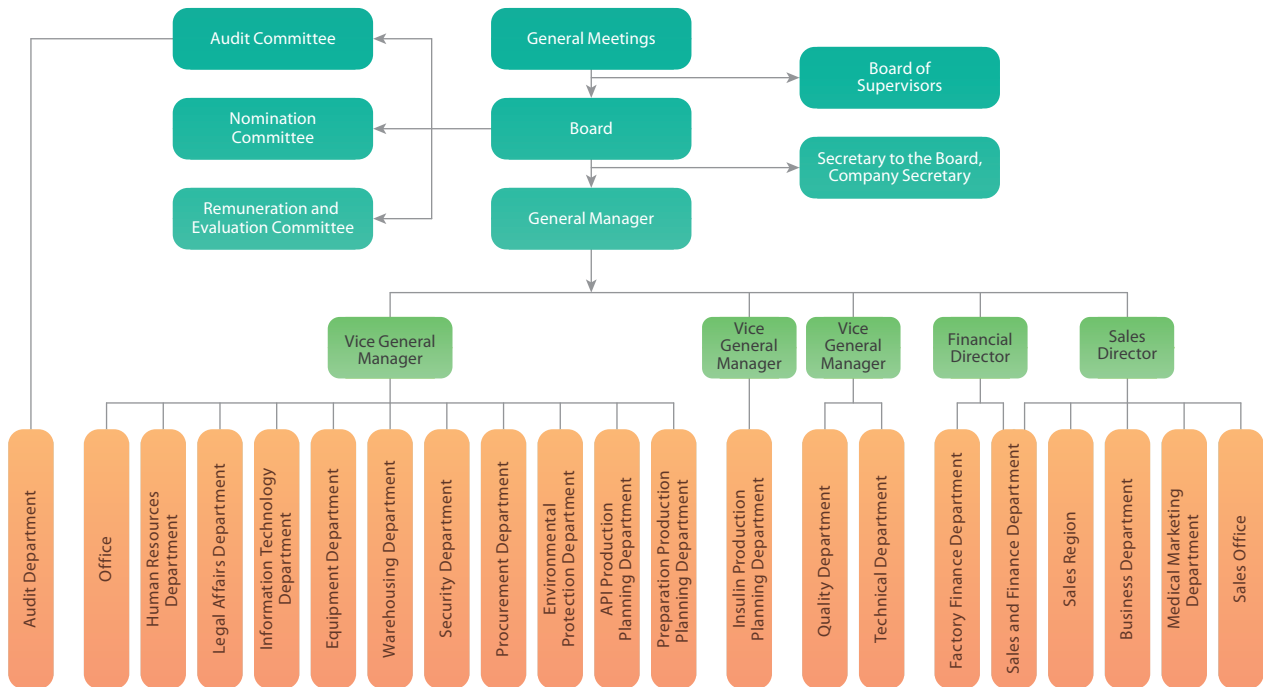 Audit Committee
General Meetings
Board of
Supervisors
Nomination
Committee
Board
Secretary to the Board,
Company Secretary
Remuneration and
Evaluation Committee
General Manager
Vice General
Manager
Vice
General
Manager
Vice
General
Manager
Financial
Director
Sales
Director
Audit Department
Office
Human Resources
Department
Legal Affairs Department
Information Technology
Department
Equipment Department
Warehousing Department
Security Department
Procurement Department
Environmental
Protection Department
API Production
Planning Department
Preparation Production
Planning Department
Insulin Production
Planning Department
Quality Department
Technical Department
Factory Finance Department
Sales and Finance Department
Sales Region
Business Department
Medical Marketing
Department
Sales Office